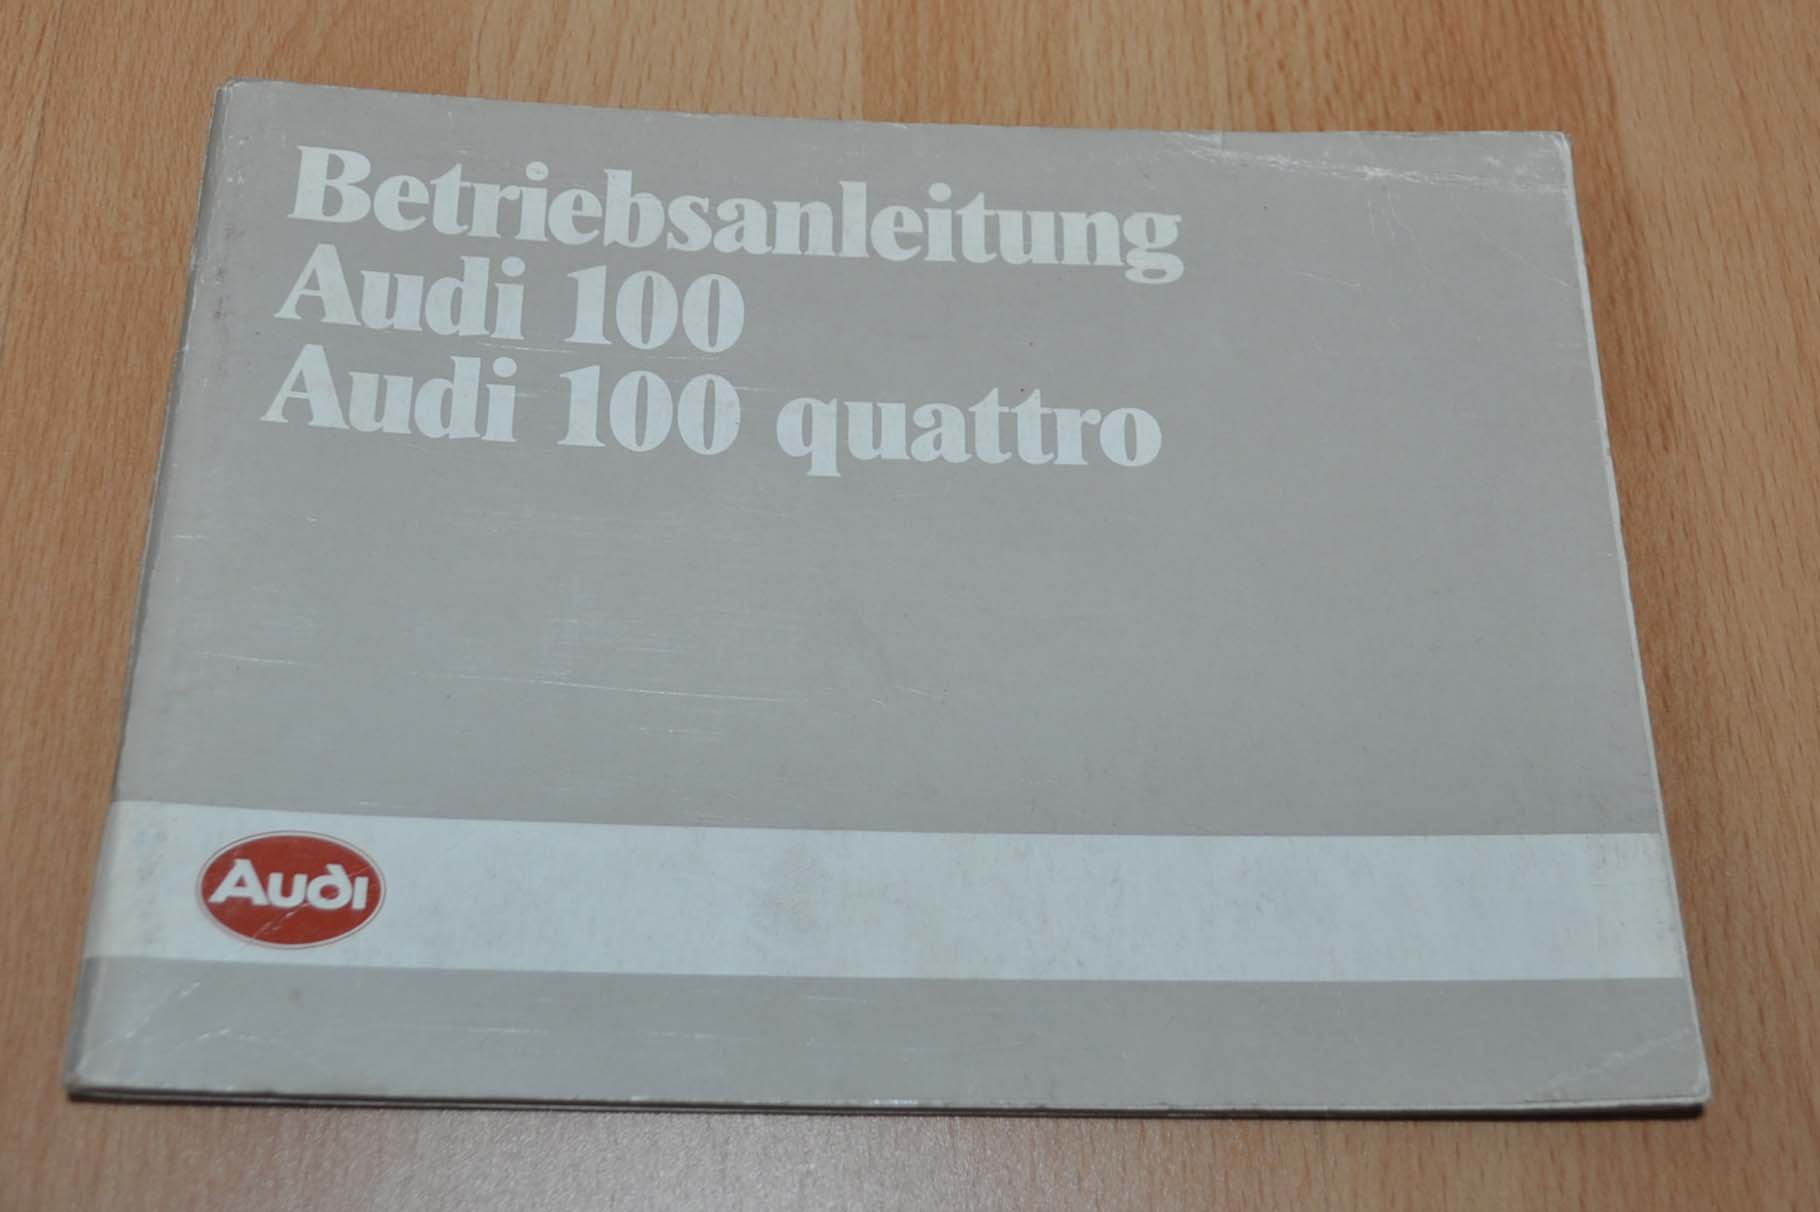 Betriebsanleitung
Audi 100
Audi 100 quattro
Audi